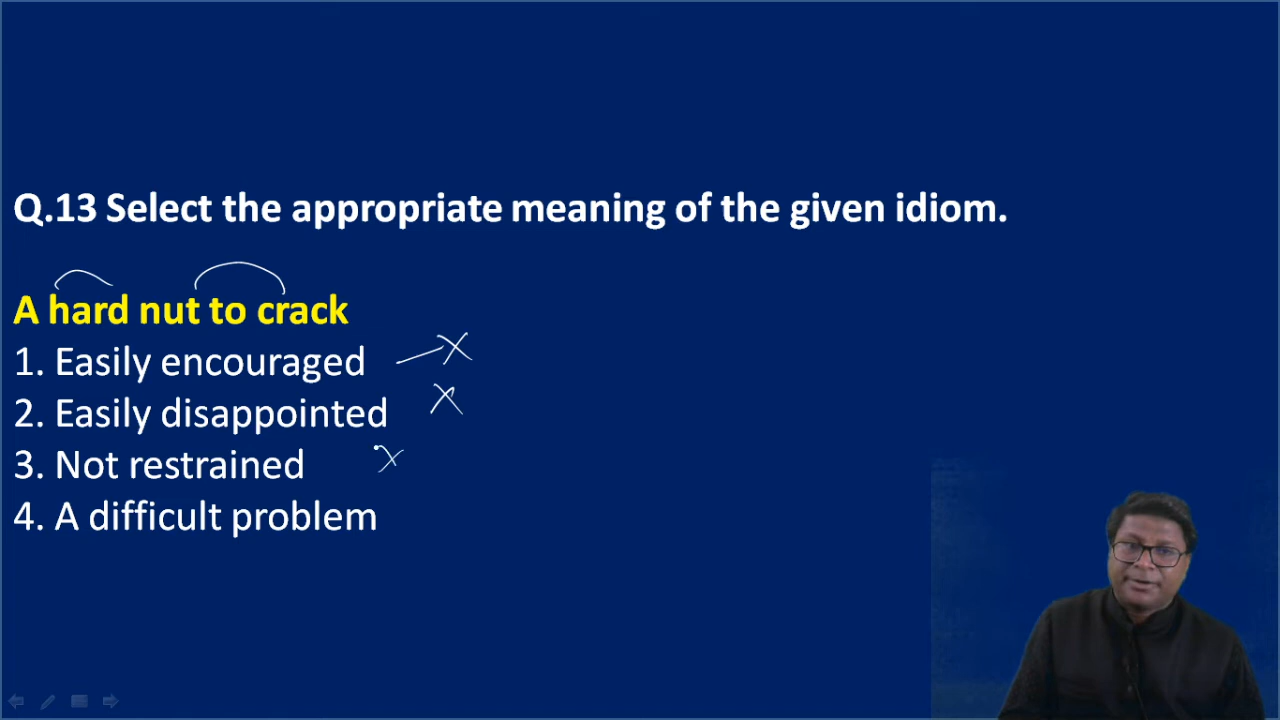 Q.13 Select the appropriate meaning of the given idiom.
A hard nut to crack
1. Easily encouraged
2. Easily disappointed
3. Not restrained
4. A difficult problem